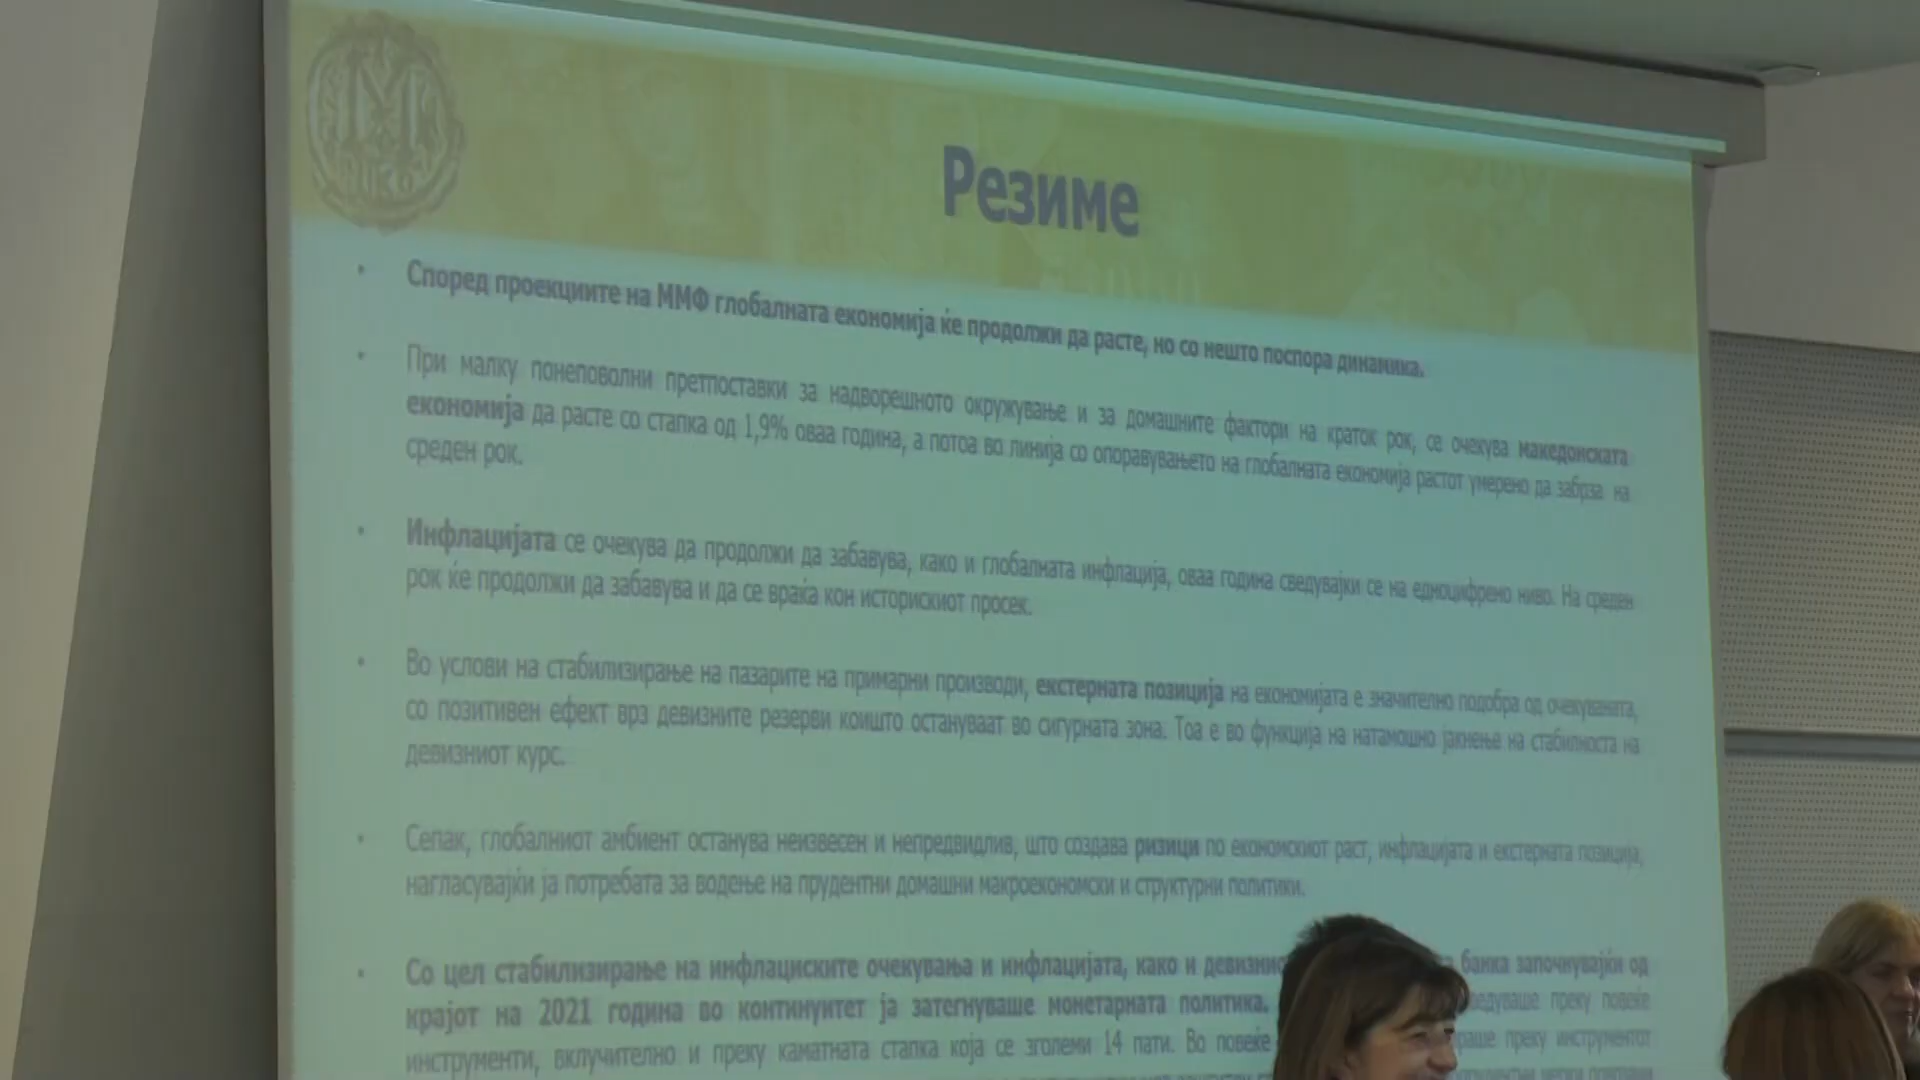 Резиме
• Според проекциите на ММФ глобалната економија ќе продолжи да расте, но со нешто поспора динамика.
• При малку понеповолни претпоставки за надворешното окружување и за домашните фактори на краток рок, се очекува македонската
економија да расте со стапка од 1,9% оваа година, а потоа во линија со опоравувањето на глобалната економија растот умерено да забрза на
среден рок.
• Инфлацијата се очекува да продолжи да забавува, како и глобалната инфлација, оваа година сведувајќи се на едноцифрено ниво. На среден
рок ќе продолжи да забавува и да се враќа кон историскиот просек.
• Во услови на стабилизирање на пазарите на примарни производи, екстерната позиција на економијата е значително подобра од очекуваната,
со позитивен ефект врз девизните резерви коишто остануваат во сигурната зона. Тоа е во функција на натамошно јакнење на стабилноста на
девизниот курс.
• Сепак, глобалниот амбиент останува неизвесен и непредвидлив, што создава ризици по економскиот раст, инфлацијата и екстерната позиција,
нагласувајќи ја потребата за водење на прудентни домашни макроекономски и структурни политики.
• Со цел стабилизирање на инфлациските очекувања и инфлацијата, како и банка започнувајќи од
крајот на 2021 година во континуитет ја затегнуваше монетарната политика. преку повеќе
инструменти, вклучително и преку каматната стапка која се зголеми 14 пати. Во повеќе преку инструментот